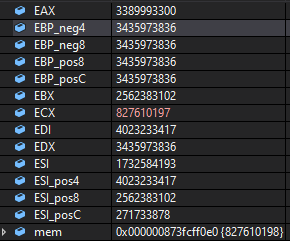 EAX 3389993300
EBP_neg4 3435973836
EBP_neg8 3435973836
EBP_pos8 3435973836
EBP_posC 3435973836
EBX 2562383102
ECX 827610197
EDI 4023233417
EDX 3435973836
ESI 1732584193
ESI_pos4 4023233417
ESI_pos8 2562383102
ESI_posC 271733878
mem 0x000000873fcff0e0 {827610198}